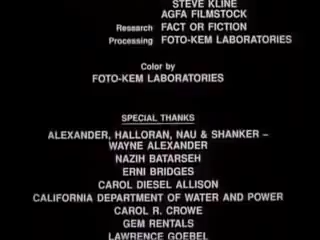 STEVE KLINE
AGFA FILMSTOCK
Research FACT OR FICTION
Processing FOTO-KEM LABORATORIES
Color by
FOTO-KEM LABORATORIES
SPECIAL THANKS
ALEXANDER, HALLORAN, NAU & SHANKER –
WAYNE ALEXANDER
NAZIH BATARSEH
ERNI BRIDGES
CAROL DIESEL ALLISON
CALIFORNIA DEPARTMENT OF WATER AND POWER
CAROL R. CROWE
GEM RENTALS
LAWRENCE GOEBEL